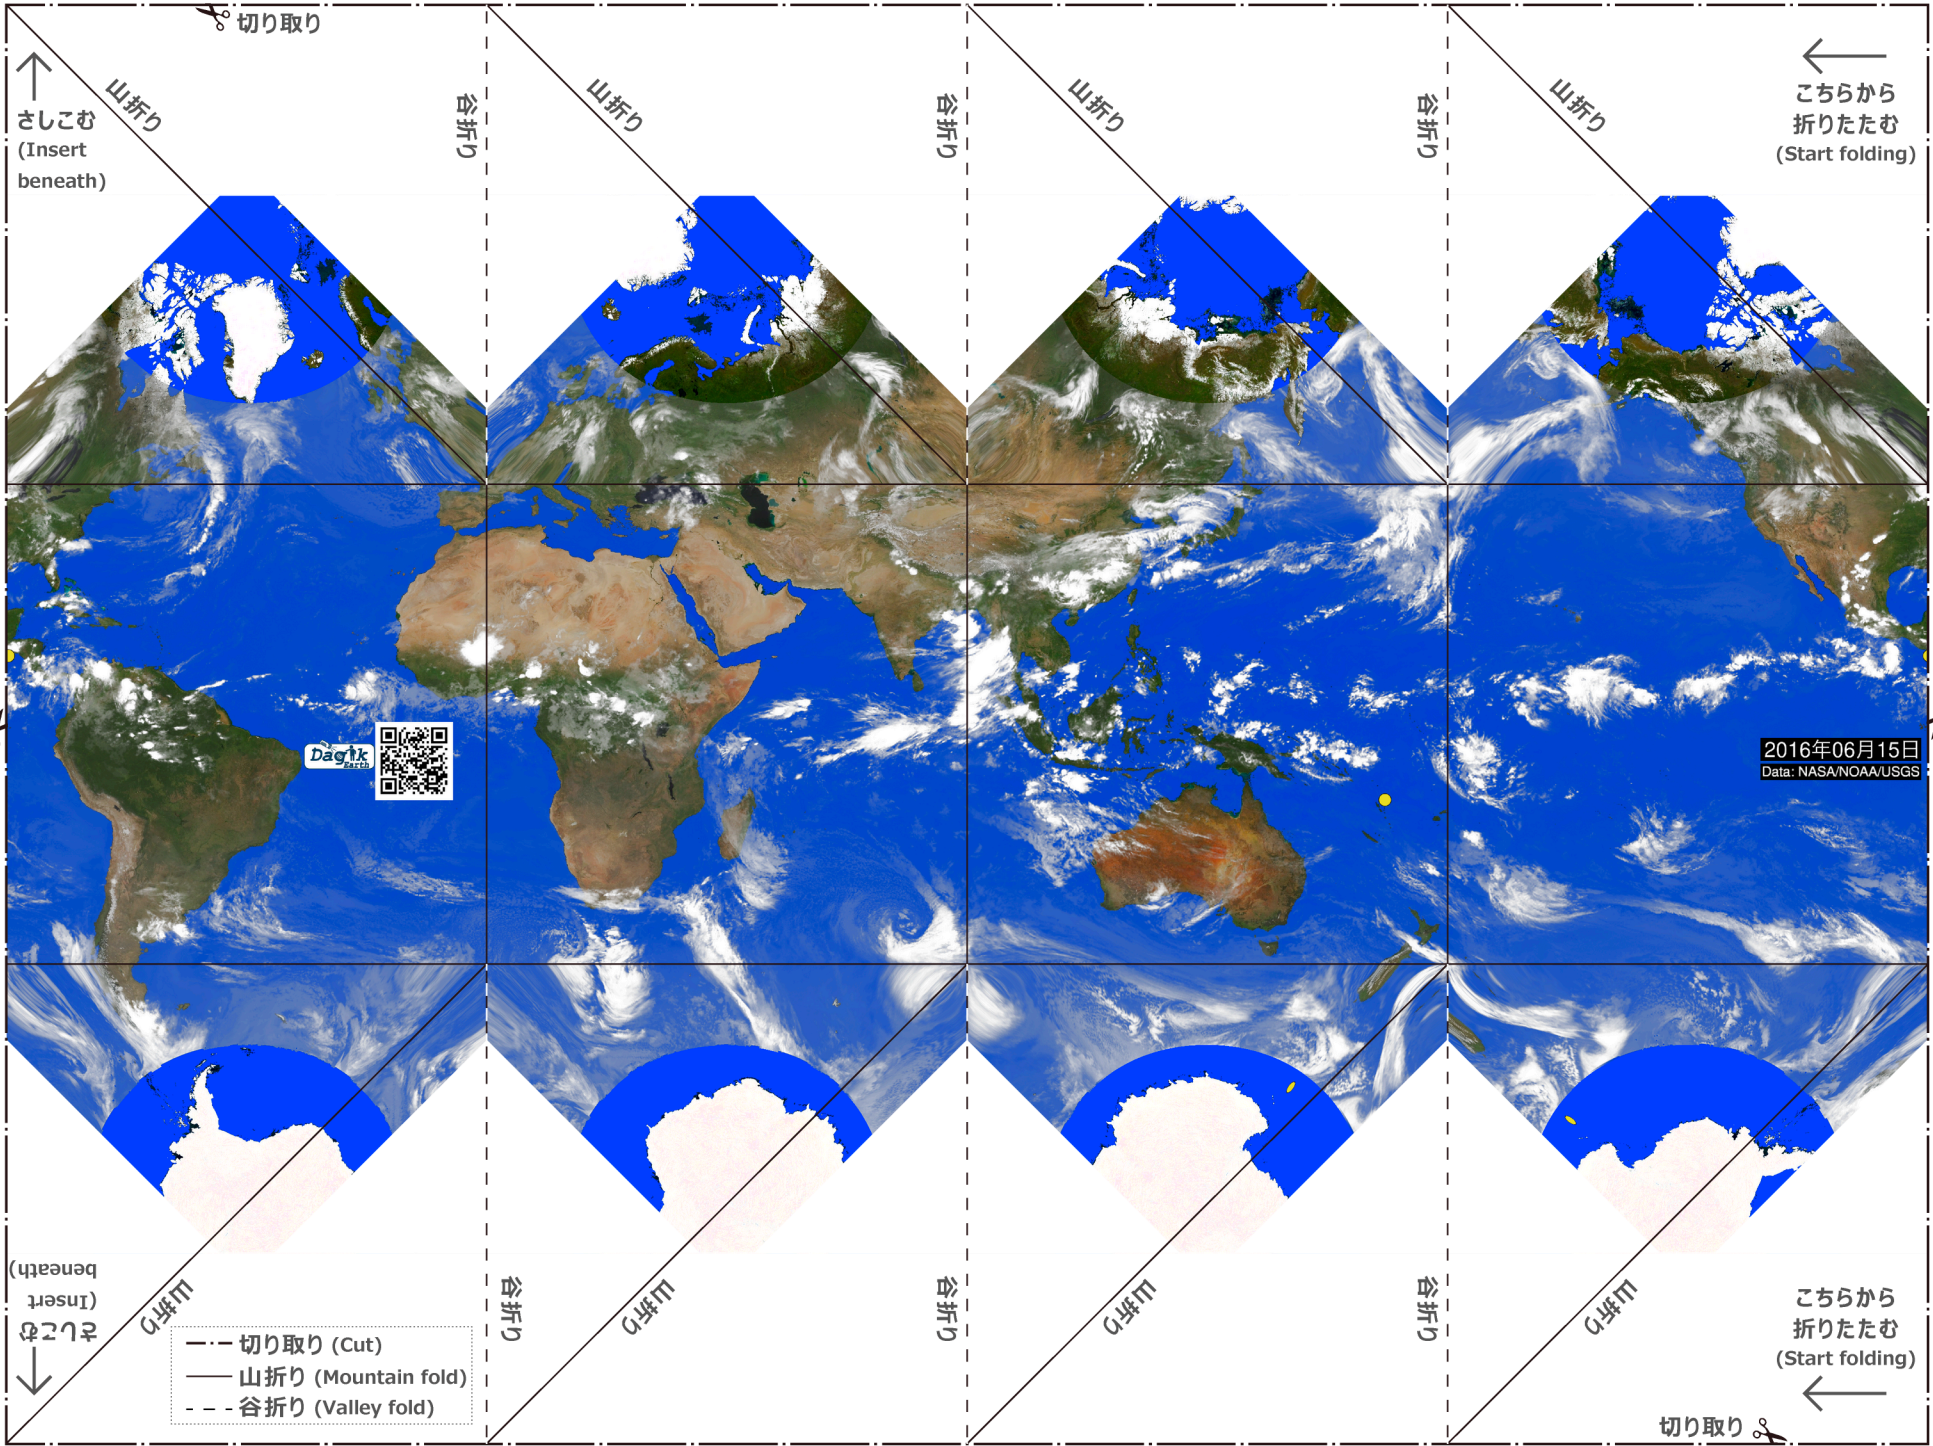 切り取り
山折り
谷折り
山折り
谷折り
山折り
谷折り
山折り
さしこむ
(Insert
beneath)
こちらから
折りたたむ
(Start folding)
Dagik
Earth
2016年06月15日
Data: NASA/NOAA/USGS
さしこむ
(Insert
beneath)
山折り
谷折り
山折り
谷折り
山折り
谷折り
山折り
こちらから
折りたたむ
(Start folding)
切り取り (Cut)
山折り (Mountain fold)
谷折り (Valley fold)
切り取り